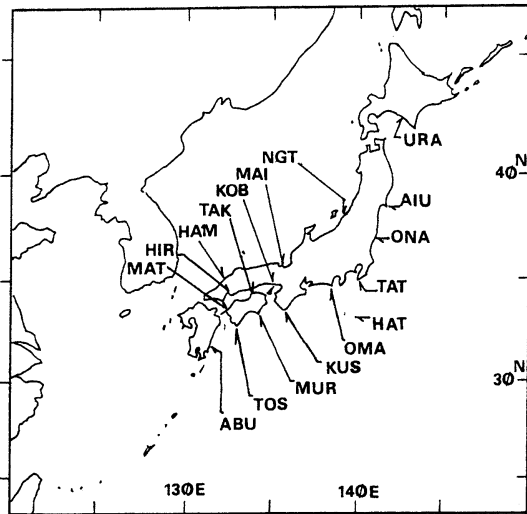 URA
NGT
40N
MAI
KOB
TAK
AIU
HAM
ONA
HIR
MAT
TAT
HAT
OMA
30N
KUS
MUR
TOS
ABU
130E
140E